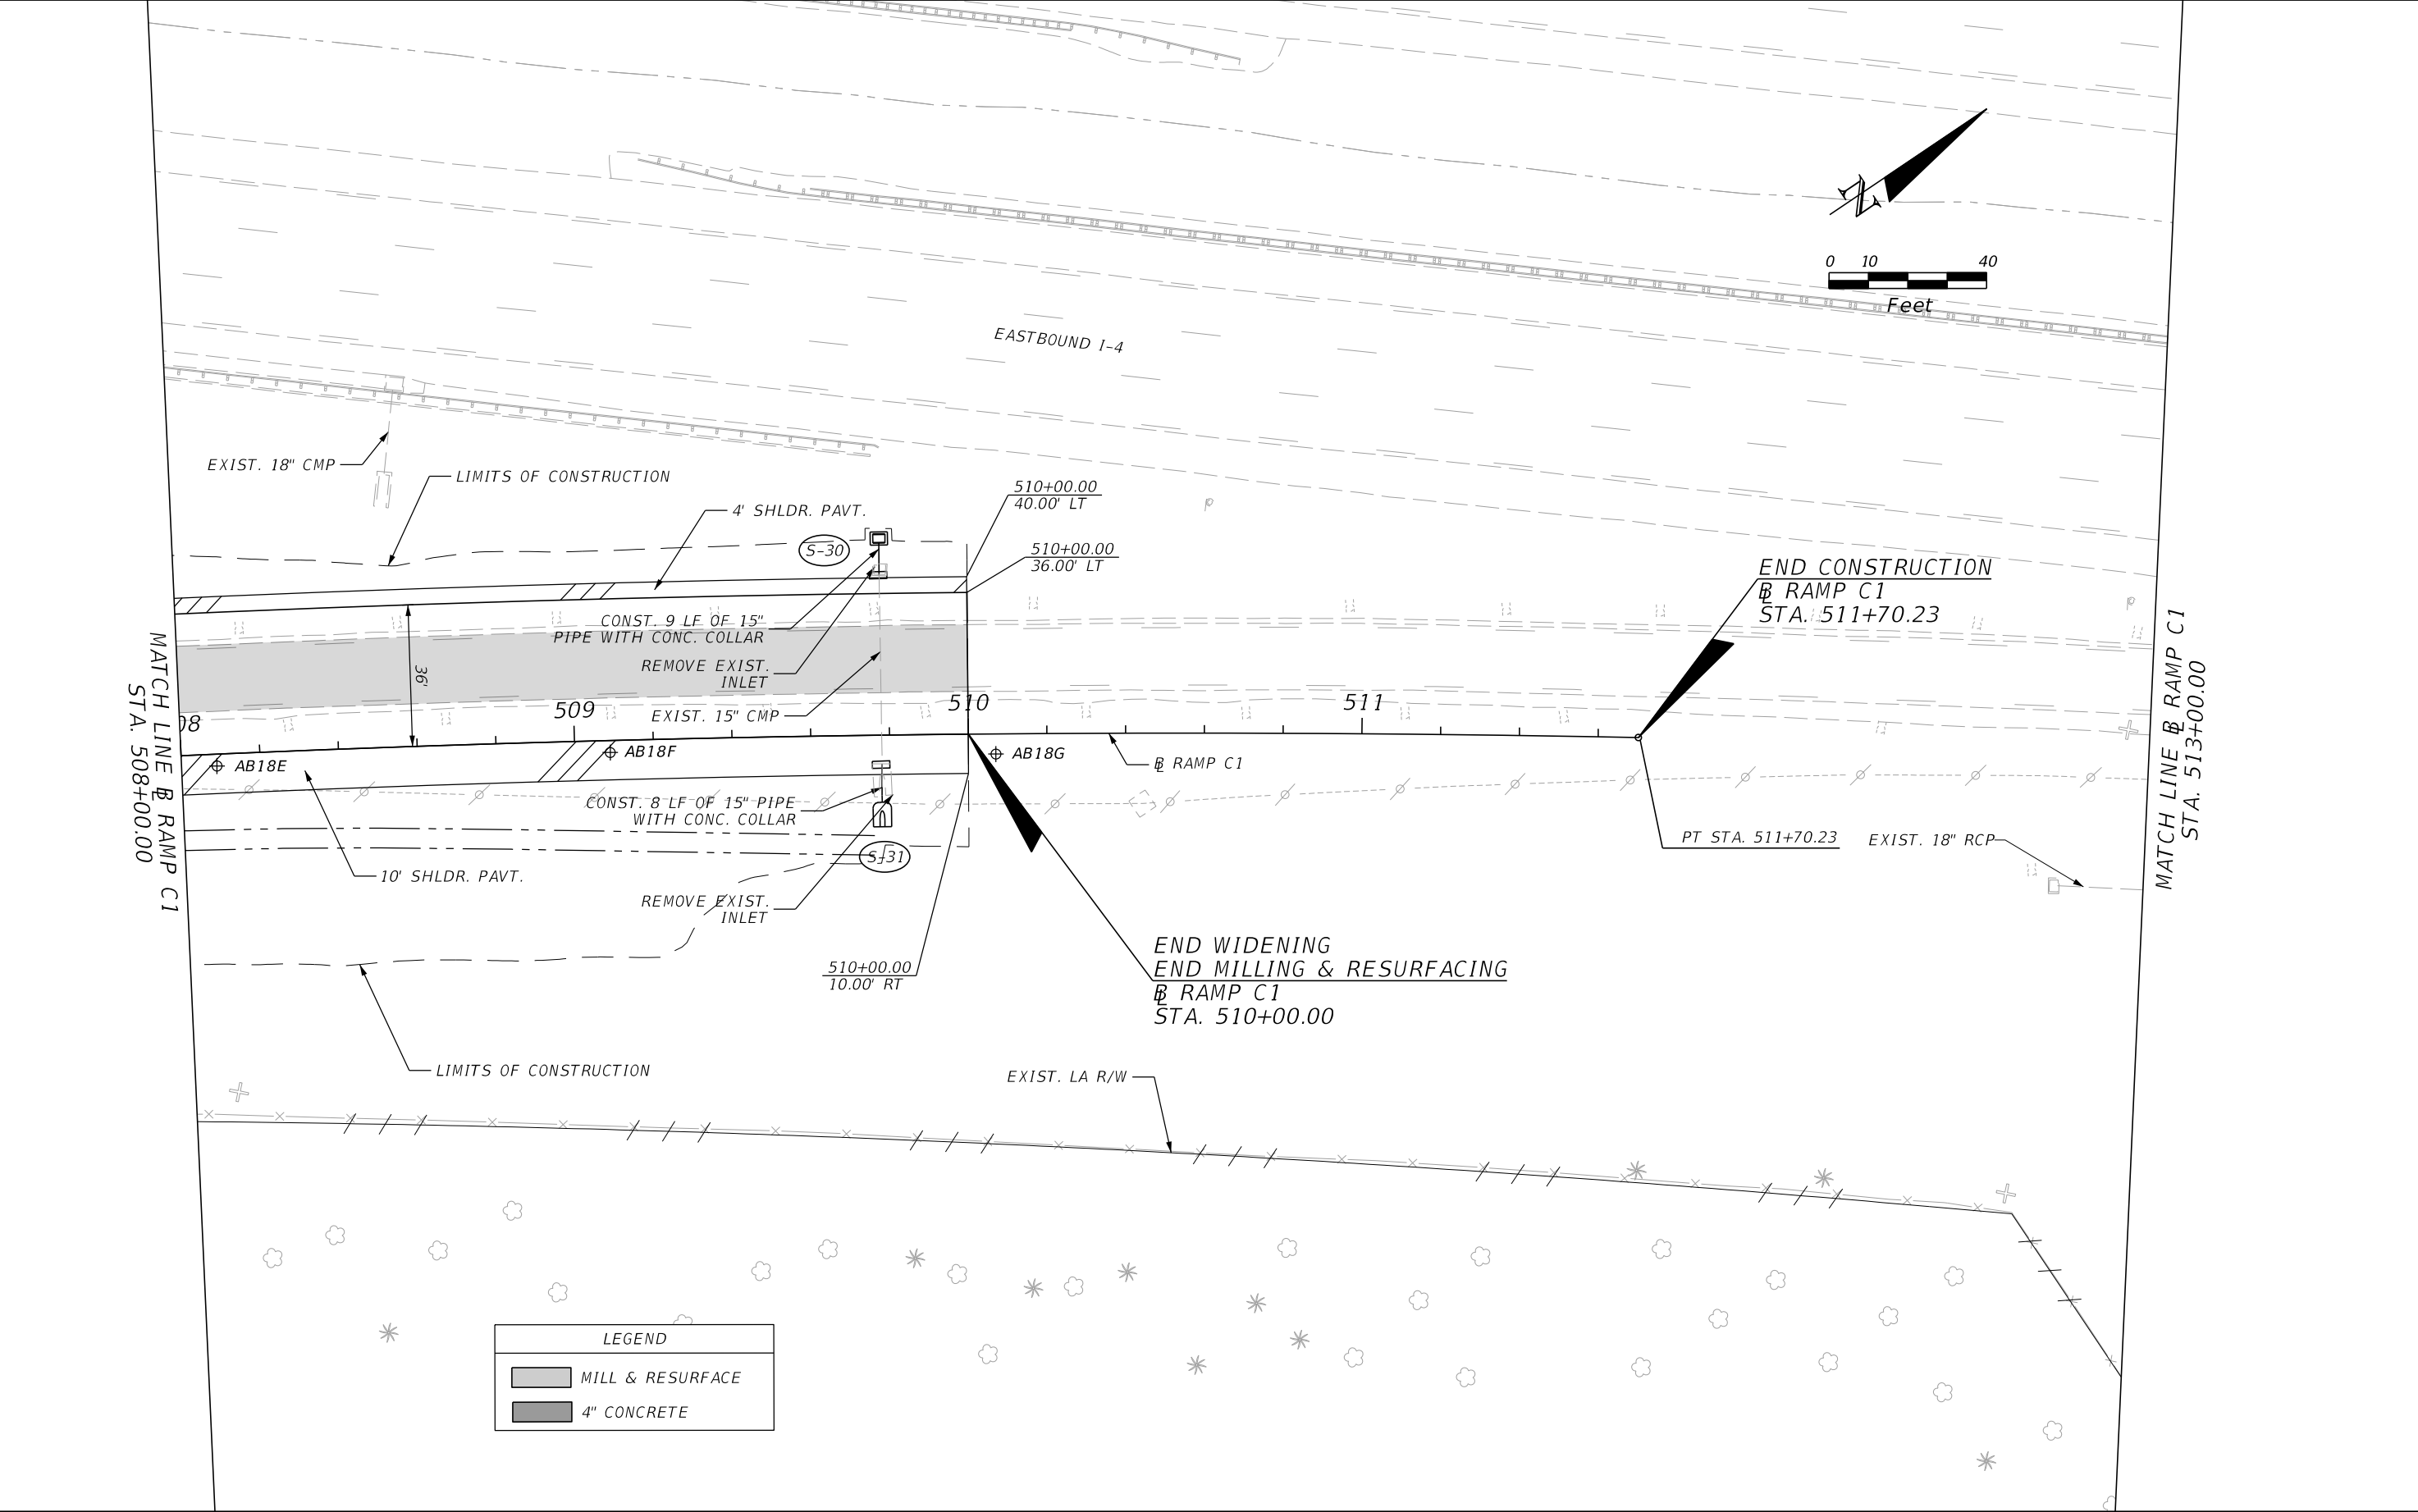 N
0 10 40
Feet
EASTBOUND I-4
EXIST. 18" CMP
LIMITS OF CONSTRUCTION
4' SHLDR. PAVT.
510+00.00
40.00' LT
S-30
510+00.00
36.00' LT
END CONSTRUCTION
BL RAMP C1
STA. 511+70.23
CONST. 9 LF OF 15"
PIPE WITH CONC. COLLAR
REMOVE EXIST.
INLET
36'
EXIST. 15" CMP
08
509
510
511
MATCH LINE BL RAMP C1
STA. 508+00.00
MATCH LINE BL RAMP C1
STA. 513+00.00
AB18E
AB18F
AB18G
BL RAMP C1
CONST. 8 LF OF 15" PIPE
WITH CONC. COLLAR
PT STA. 511+70.23
EXIST. 18" RCP
S-31
10' SHLDR. PAVT.
REMOVE EXIST.
INLET
END WIDENING
END MILLING & RESURFACING
BL RAMP C1
STA. 510+00.00
510+00.00
10.00' RT
LIMITS OF CONSTRUCTION
EXIST. LA R/W
LEGEND
MILL & RESURFACE
4" CONCRETE